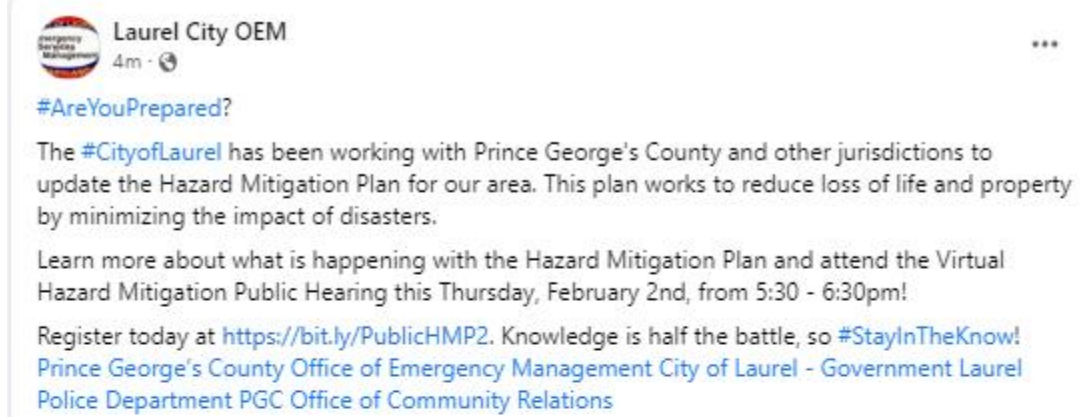 Emergency
Services
Management
Laurel City OEM
4m ·
#AreYouPrepared?
The #CityofLaurel has been working with Prince George's County and other jurisdictions to
update the Hazard Mitigation Plan for our area. This plan works to reduce loss of life and property
by minimizing the impact of disasters.
Learn more about what is happening with the Hazard Mitigation Plan and attend the Virtual
Hazard Mitigation Public Hearing this Thursday, February 2nd, from 5:30 - 6:30pm!
Register today at https://bit.ly/PublicHMP2. Knowledge is half the battle, so #StayInTheKnow!
Prince George's County Office of Emergency Management City of Laurel - Government Laurel
Police Department PGC Office of Community Relations